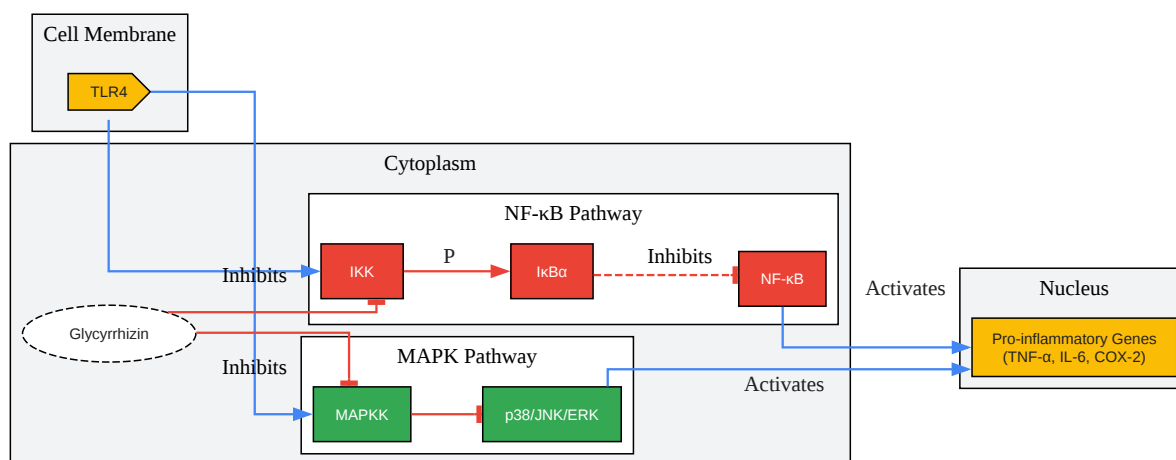 Cell Membrane
TLR4
Cytoplasm
NF-κB Pathway
IKK
P
IκBα
Inhibits
NF-κB
Inhibits
Activates
Nucleus
Pro-inflammatory Genes
(TNF-α, IL-6, COX-2)
Glycyrrhizin
MAPK Pathway
Inhibits
Activates
MAPKK
p38/JNK/ERK